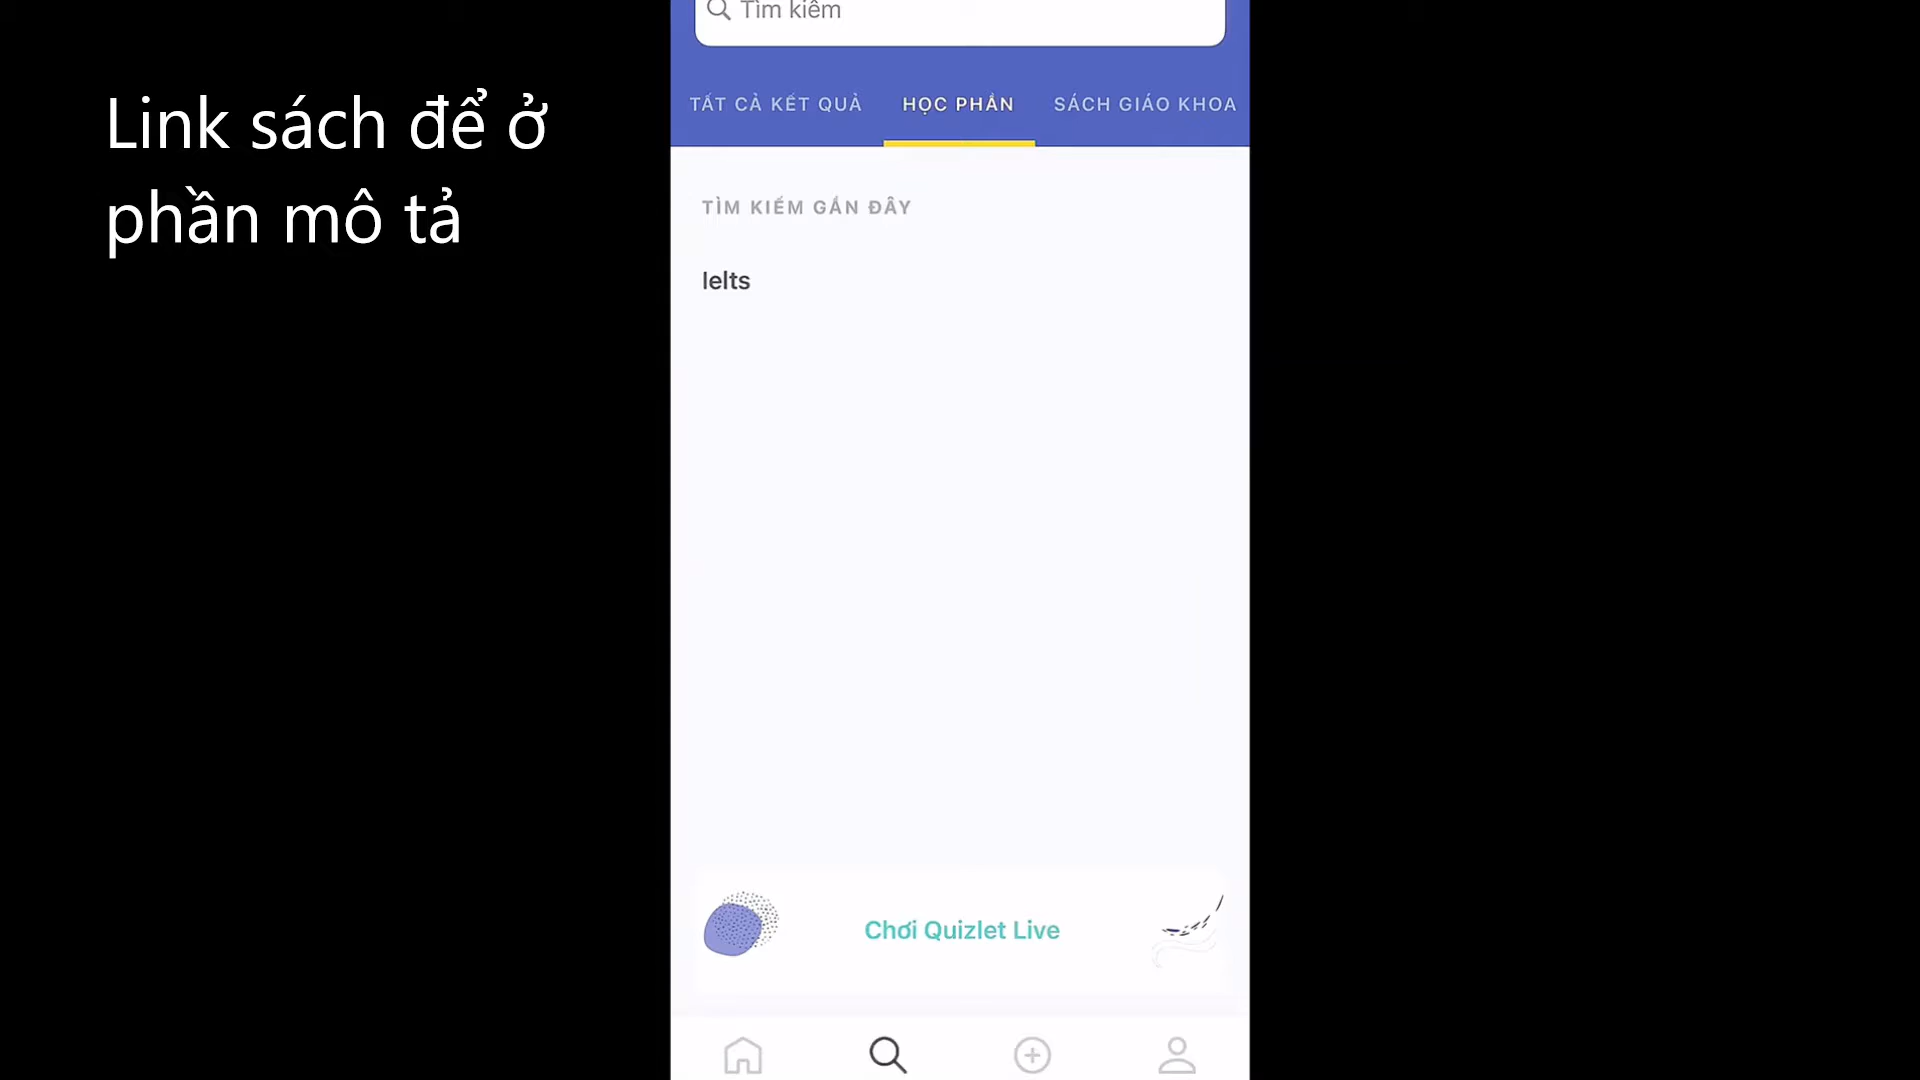 Link sách để ở
phần mô tả
Tìm kiếm
TẤT CẢ KẾT QUẢ
HỌC PHẦN
SÁCH GIÁO KHOA
TÌM KIẾM GẦN ĐÂY
Ielts
Chơi Quizlet Live